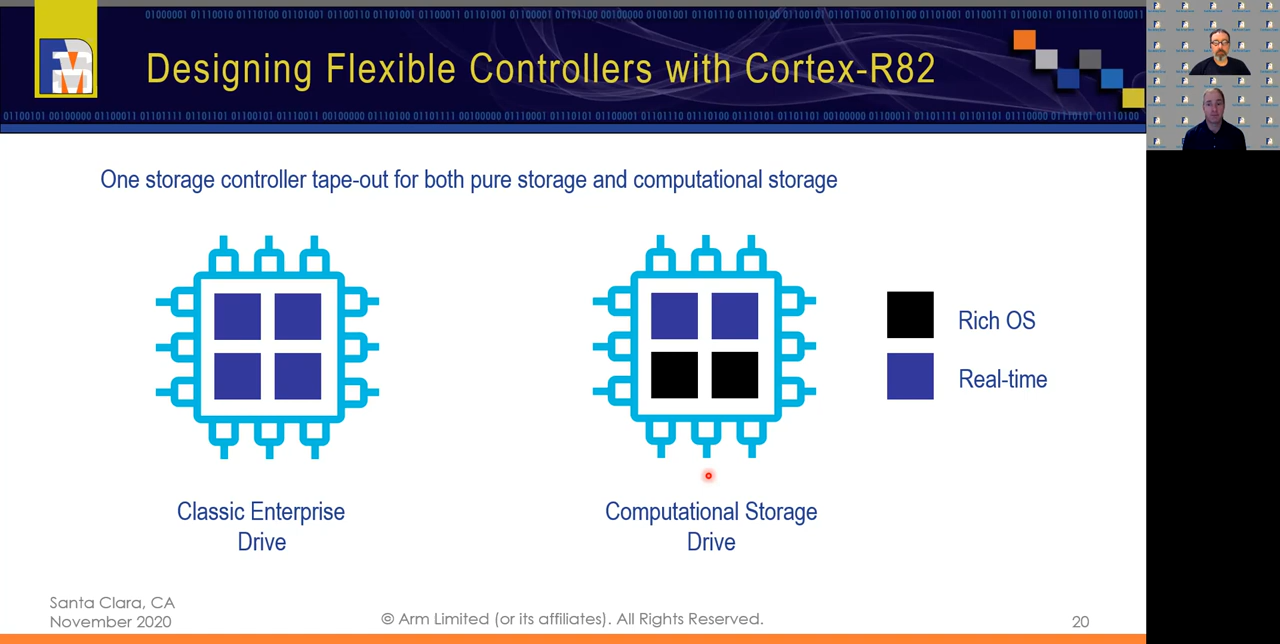 Designing Flexible Controllers with Cortex-R82
One storage controller tape-out for both pure storage and computational storage
Rich OS
Real-time
Classic Enterprise
Drive
Computational Storage
Drive
Santa Clara, CA
November 2020
© Arm Limited (or its affiliates). All Rights Reserved.
20